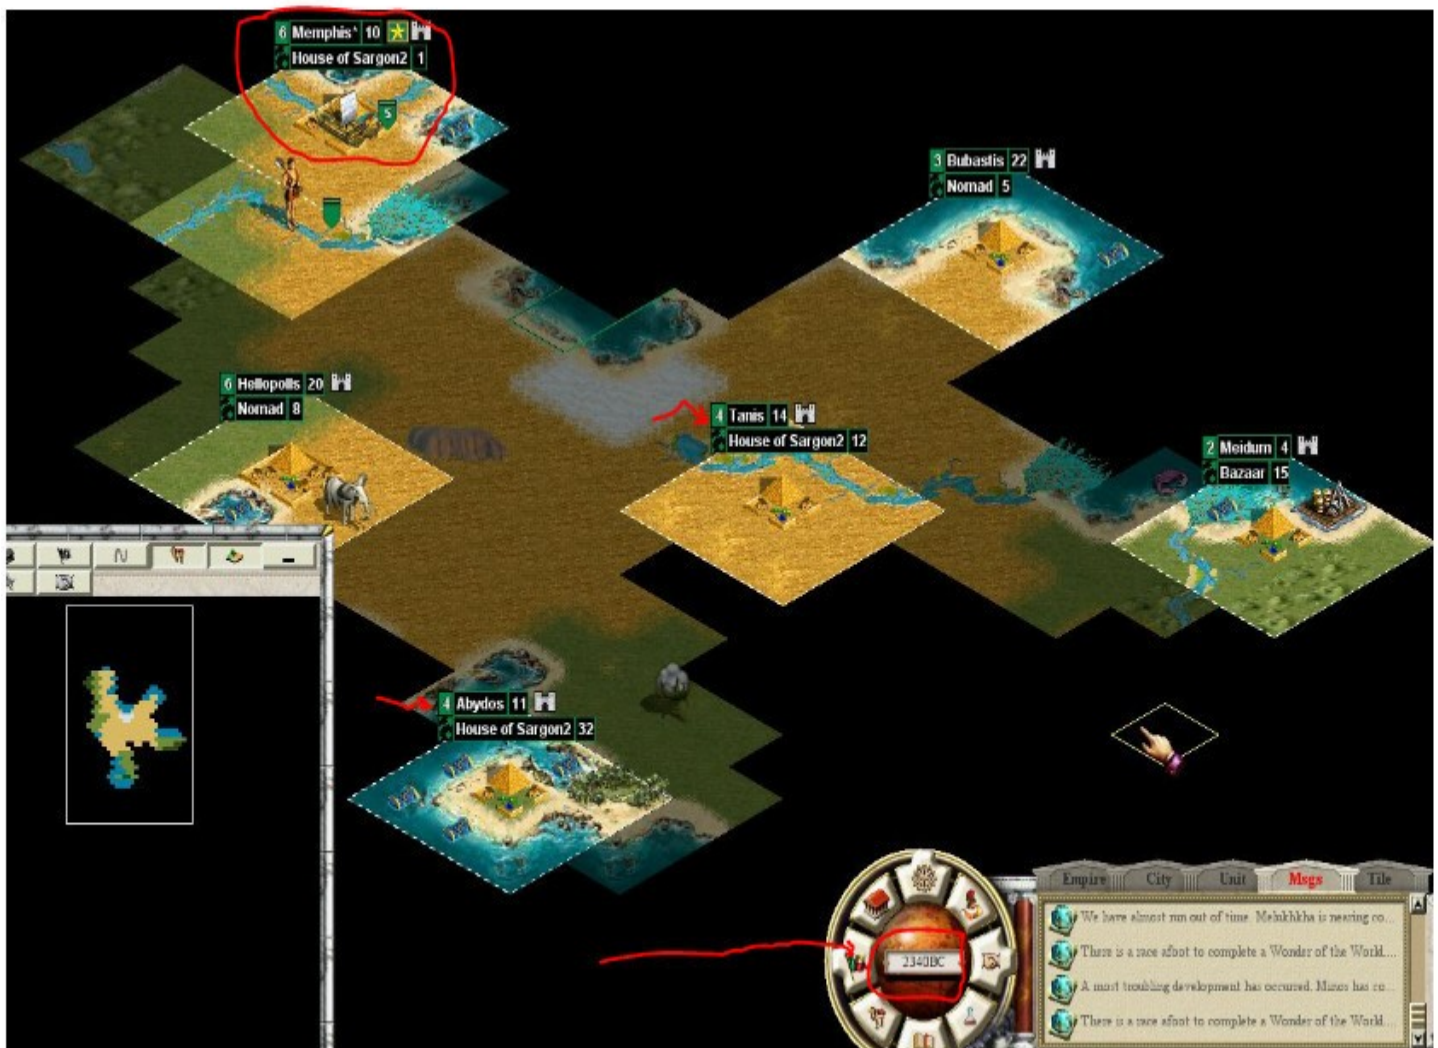 6 Memphis* 10
House of Sargon2 1
5
3 Bubastis 22
Nomad 5
6 Heliopolis 20
Nomad 8
4 Tanis 14
House of Sargon2 12
2 Meidum 4
Bazaar 15
4 Abydos 11
House of Sargon2 32
2340BC
Empire City Unit Msgs Tile
We have almost run out of time. Melukhkha is nearing co...
There is a race afoot to complete a Wonder of the World....
A most troubling development has occurred. Minos has co...
There is a race afoot to complete a Wonder of the World....